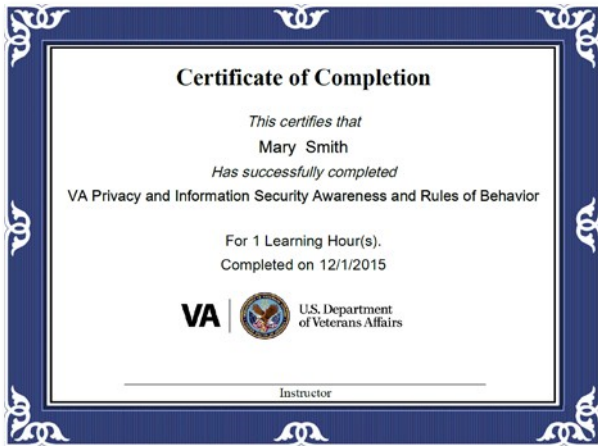 Certificate of Completion
This certifies that
Mary Smith
Has successfully completed
VA Privacy and Information Security Awareness and Rules of Behavior
For 1 Learning Hour(s).
Completed on 12/1/2015
VA
U.S. Department
of Veterans Affairs
Instructor